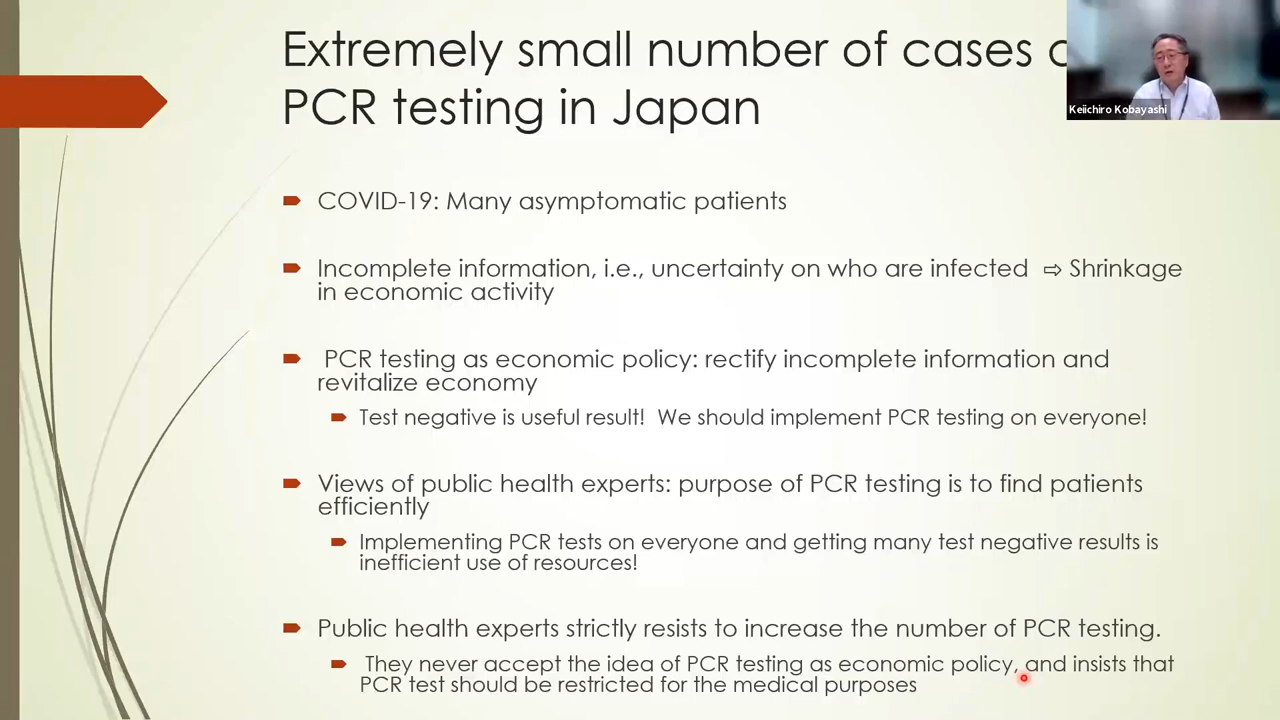 Extremely small number of cases
PCR testing in Japan
Keiichiro Kobayashi
COVID-19: Many asymptomatic patients
Incomplete information, i.e., uncertainty on who are infected ⇨ Shrinkage
in economic activity
PCR testing as economic policy: rectify incomplete information and
revitalize economy
Test negative is useful result! We should implement PCR testing on everyone!
Views of public health experts: purpose of PCR testing is to find patients
efficiently
Implementing PCR tests on everyone and getting many test negative results is
inefficient use of resources!
Public health experts strictly resists to increase the number of PCR testing.
They never accept the idea of PCR testing as economic policy, and insists that
PCR test should be restricted for the medical purposes